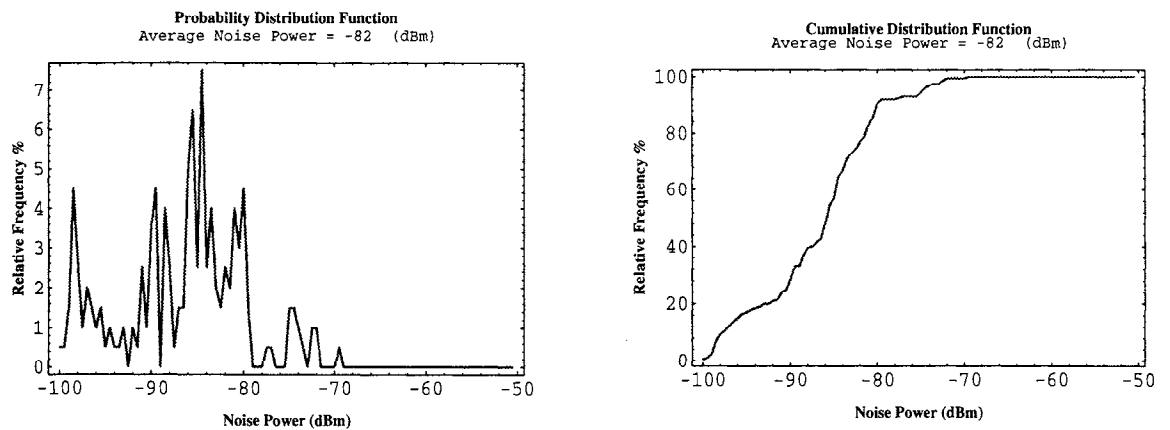 Probability Distribution Function
Average Noise Power = -82 (dBm)
Relative Frequency %
7
6
5
4
3
2
1
0
-100 -90 -80 -70 -60 -50
Noise Power (dBm)
Cumulative Distribution Function
Average Noise Power = -82 (dBm)
Relative Frequency %
100
80
60
40
20
0
-100 -90 -80 -70 -60 -50
Noise Power (dBm)